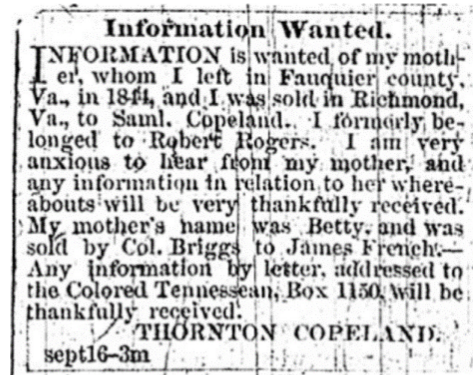 Information Wanted.
INFORMATION is wanted of my moth-
er, whom I left in Fauquier county,
Va., in 1844, and I was sold in Richmond,
Va., to Saml. Copeland. I formerly be-
longed to Robert Rogers. I am very
anxious to hear from my mother, and
any information in relation to her where-
abouts will be very thankfully received.
My mother's name was Betty, and was
sold by Col. Briggs to James French.—
Any information by letter, addressed to
the Colored Tennessean, Box 1150, will be
thankfully received.
THORNTON COPELAND.
sept16-3m